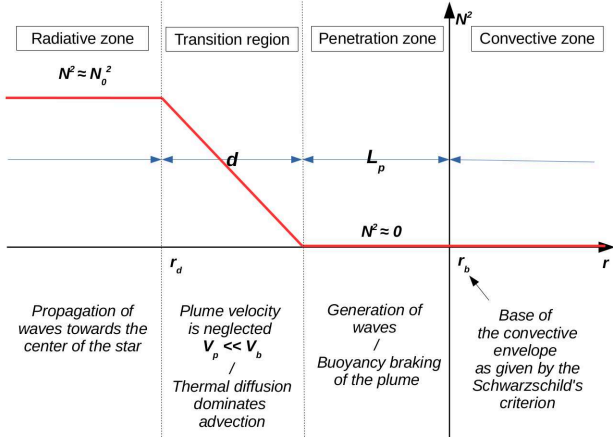 N²
Radiative zone
Transition region
Penetration zone
Convective zone
N² ≈ N₀²
d
Lₚ
N² ≈ 0
r_d
r_b
r
Propagation of
waves towards the
center of the star
Plume velocity
is neglected
Vₚ << V_b
/
Thermal diffusion
dominates
advection
Generation of
waves
/
Buoyancy braking
of the plume
Base of
the convective
envelope
as given by the
Schwarzschild's
criterion